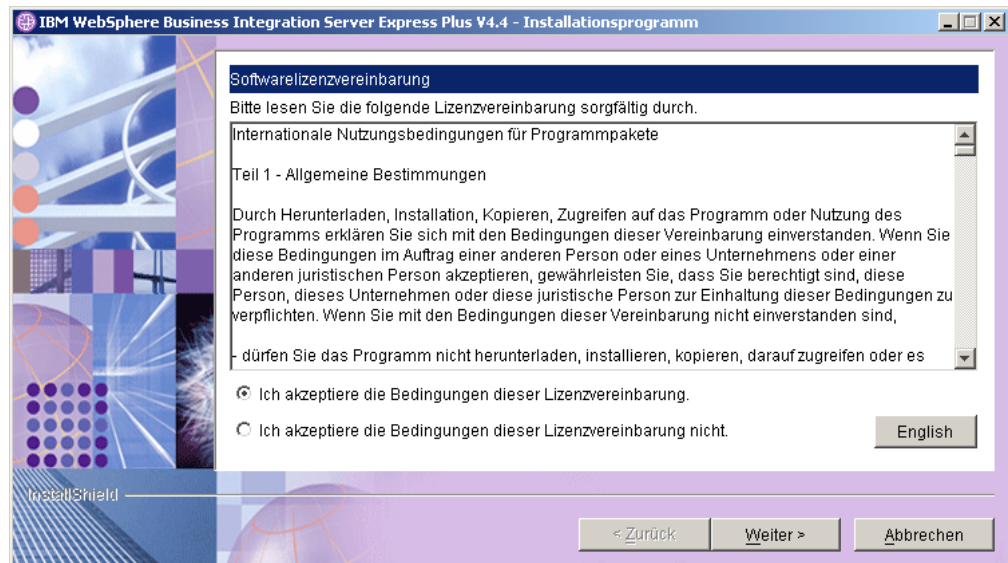 IBM WebSphere Business Integration Server Express Plus V4.4 - Installationsprogramm
Softwarelizenzvereinbarung
Bitte lesen Sie die folgende Lizenzvereinbarung sorgfältig durch.
Internationale Nutzungsbedingungen für Programmpakete
Teil 1 - Allgemeine Bestimmungen
Durch Herunterladen, Installation, Kopieren, Zugreifen auf das Programm oder Nutzung des
Programms erklären Sie sich mit den Bedingungen dieser Vereinbarung einverstanden. Wenn Sie
diese Bedingungen im Auftrag einer anderen Person oder eines Unternehmens oder einer
anderen juristischen Person akzeptieren, gewährleisten Sie, dass Sie berechtigt sind, diese
Person, dieses Unternehmen oder diese juristische Person zur Einhaltung dieser Bedingungen zu
verpflichten. Wenn Sie mit den Bedingungen dieser Vereinbarung nicht einverstanden sind,
- dürfen Sie das Programm nicht herunterladen, installieren, kopieren, darauf zugreifen oder es
Ich akzeptiere die Bedingungen dieser Lizenzvereinbarung.
Ich akzeptiere die Bedingungen dieser Lizenzvereinbarung nicht.
English
InstallShield
< Zurück
Weiter >
Abbrechen